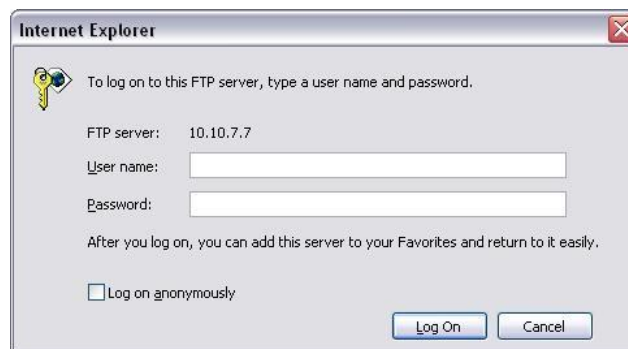 Internet Explorer
To log on to this FTP server, type a user name and password.
FTP server: 10.10.7.7
User name:
Password:
After you log on, you can add this server to your Favorites and return to it easily.
Log on anonymously
Log On Cancel